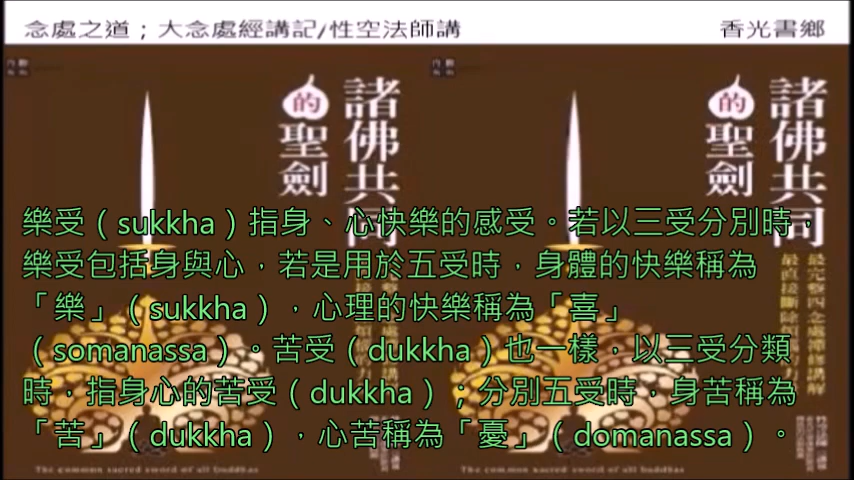 念處之道；大念處經講記/性空法師講
香光書鄉
諸佛共同
的聖劍
諸佛共同
的聖劍
樂受（sukkha）指身、心快樂的感受。若以三受分別時，
樂受包括身與心，若是用於五受時，身體的快樂稱為
「樂」（sukkha），心理的快樂稱為「喜」
（somanassa）。苦受（dukkha）也一樣，以三受分類
時，指身心的苦受（dukkha）；分別五受時，身苦稱為
「苦」（dukkha），心苦稱為「憂」（domanassa）。
The common sacred sword of all buddhas
The common sacred sword of all buddhas